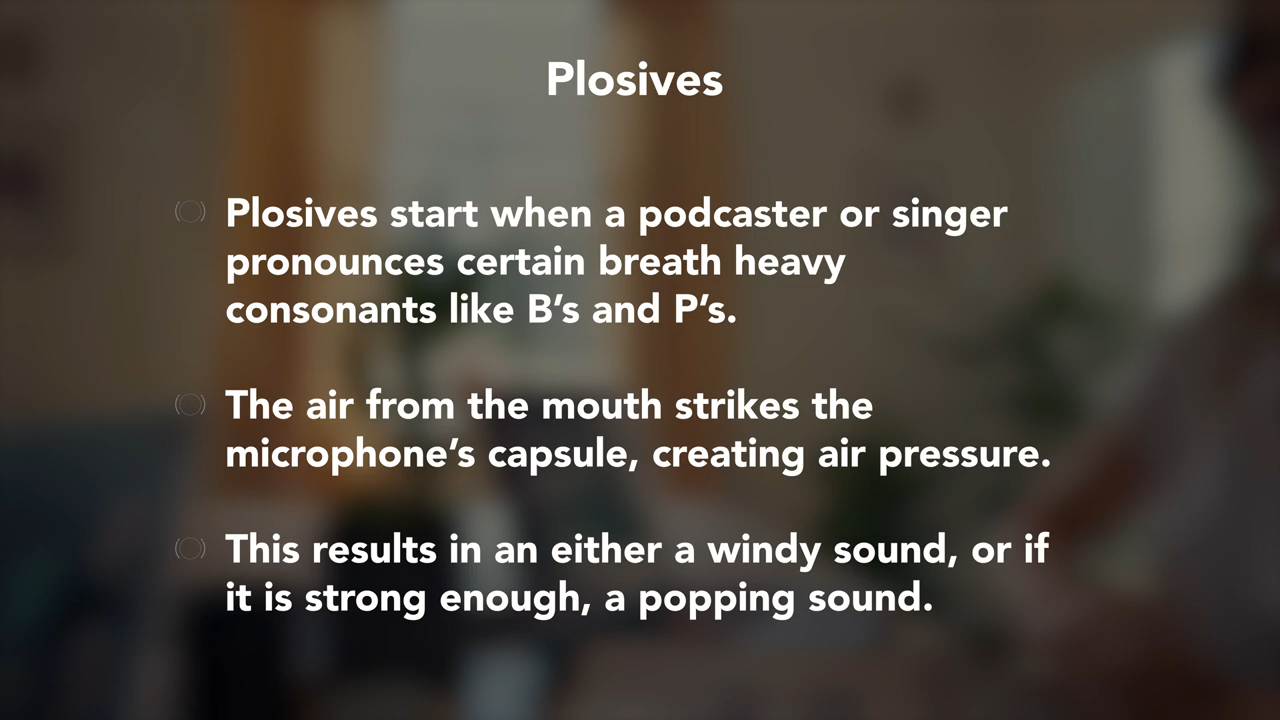 Plosives
Plosives start when a podcaster or singer
pronounces certain breath heavy
consonants like B’s and P’s.
The air from the mouth strikes the
microphone’s capsule, creating air pressure.
This results in an either a windy sound, or if
it is strong enough, a popping sound.